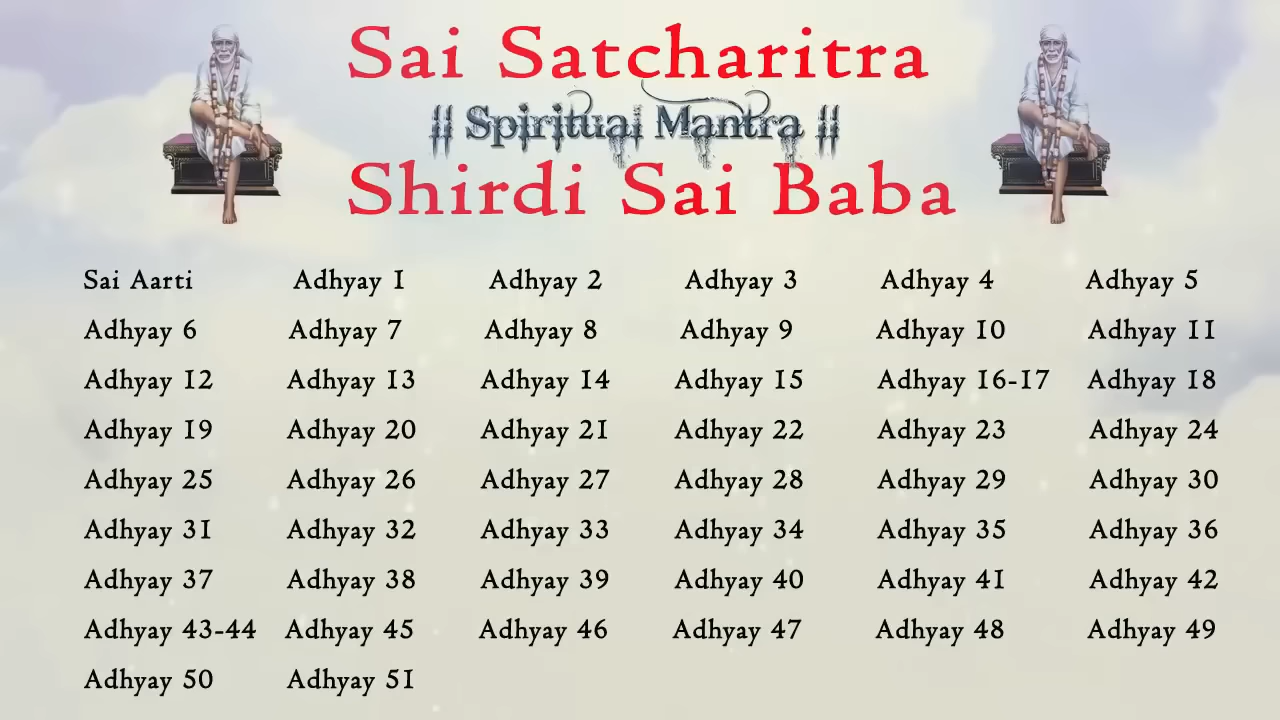 Sai Satcharitra
|| Spiritual Mantra ||
Shirdi Sai Baba
Sai Aarti Adhyay 1 Adhyay 2 Adhyay 3 Adhyay 4 Adhyay 5
Adhyay 6 Adhyay 7 Adhyay 8 Adhyay 9 Adhyay 10 Adhyay 11
Adhyay 12 Adhyay 13 Adhyay 14 Adhyay 15 Adhyay 16-17 Adhyay 18
Adhyay 19 Adhyay 20 Adhyay 21 Adhyay 22 Adhyay 23 Adhyay 24
Adhyay 25 Adhyay 26 Adhyay 27 Adhyay 28 Adhyay 29 Adhyay 30
Adhyay 31 Adhyay 32 Adhyay 33 Adhyay 34 Adhyay 35 Adhyay 36
Adhyay 37 Adhyay 38 Adhyay 39 Adhyay 40 Adhyay 41 Adhyay 42
Adhyay 43-44 Adhyay 45 Adhyay 46 Adhyay 47 Adhyay 48 Adhyay 49
Adhyay 50 Adhyay 51